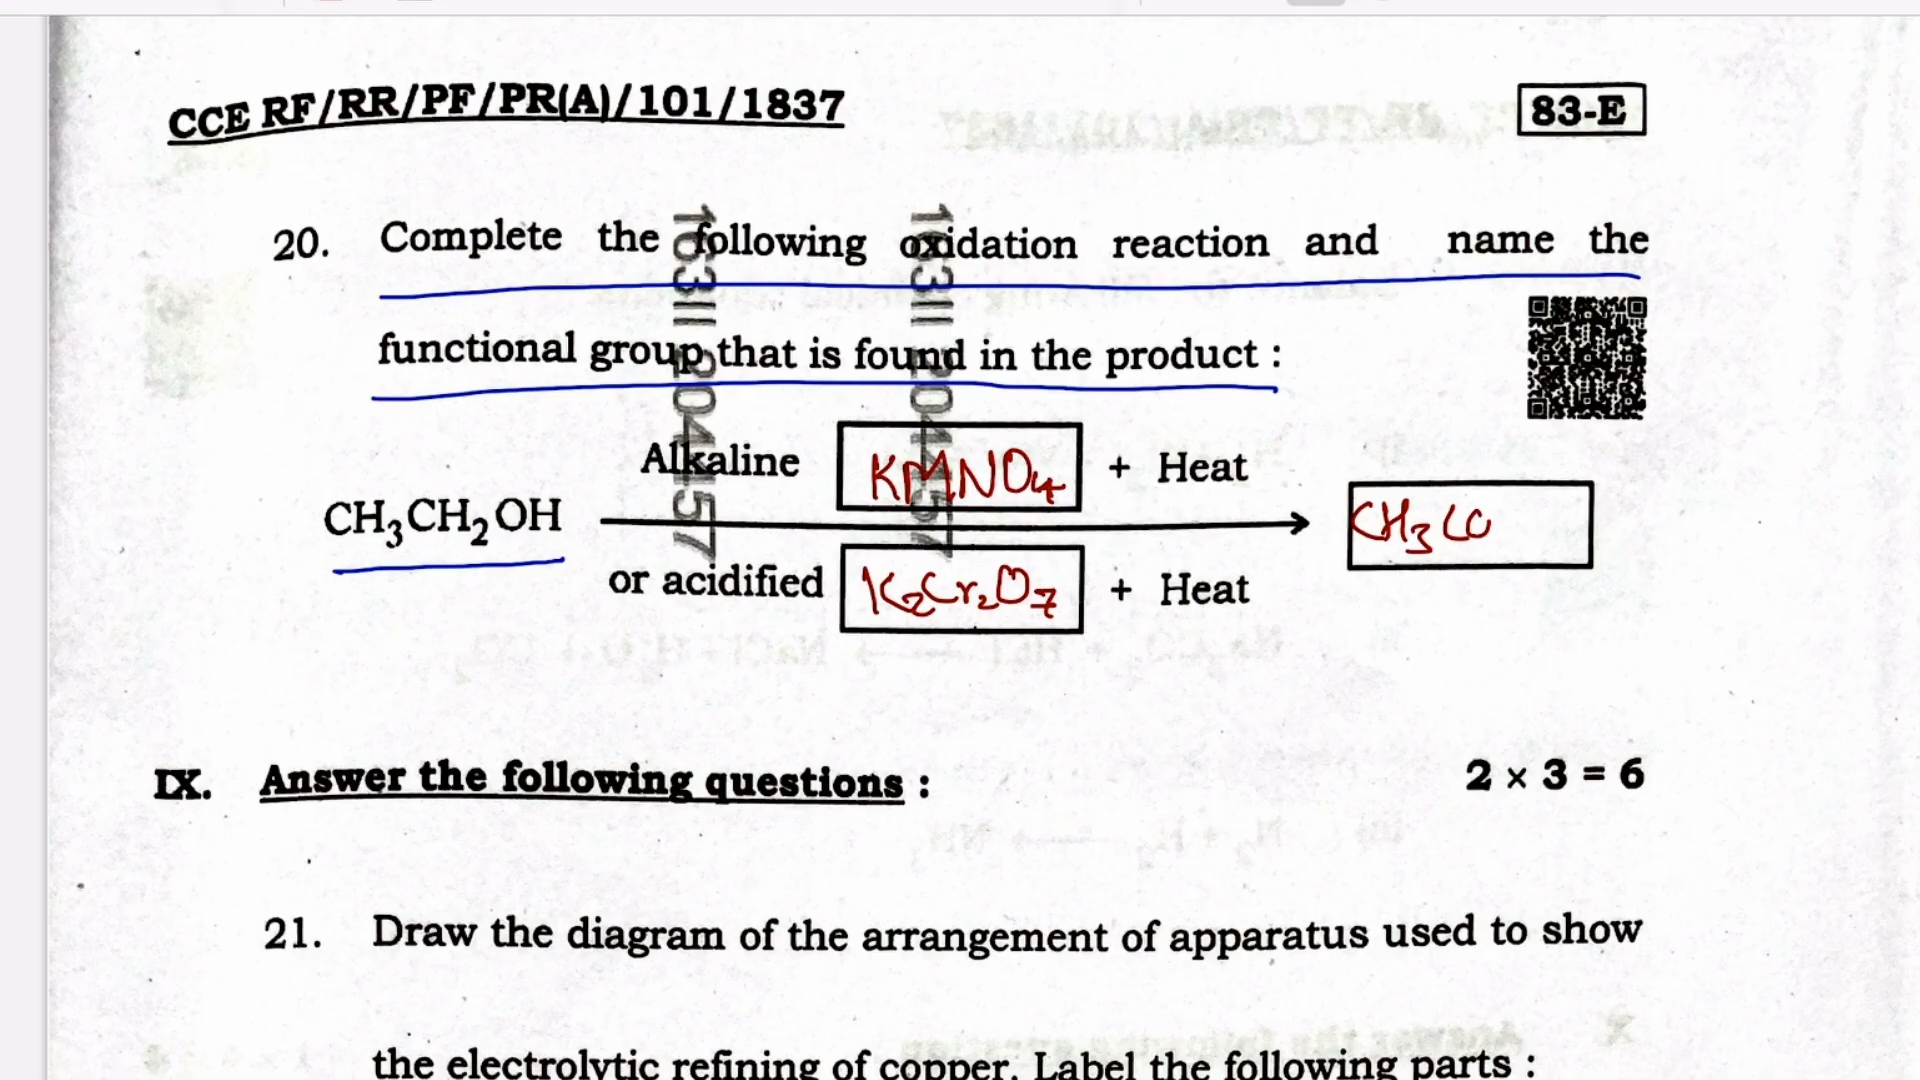 CCE RF/RR/PF/PR(A)/101/1837
83-E
20. Complete the following oxidation reaction and name the
functional group that is found in the product :
Alkaline KMNO₄ + Heat
CH₃CH₂OH CH₃CO
or acidified K₂Cr₂O₇ + Heat
IX. Answer the following questions : 2 × 3 = 6
21. Draw the diagram of the arrangement of apparatus used to show
the electrolytic refining of copper. Label the following parts :